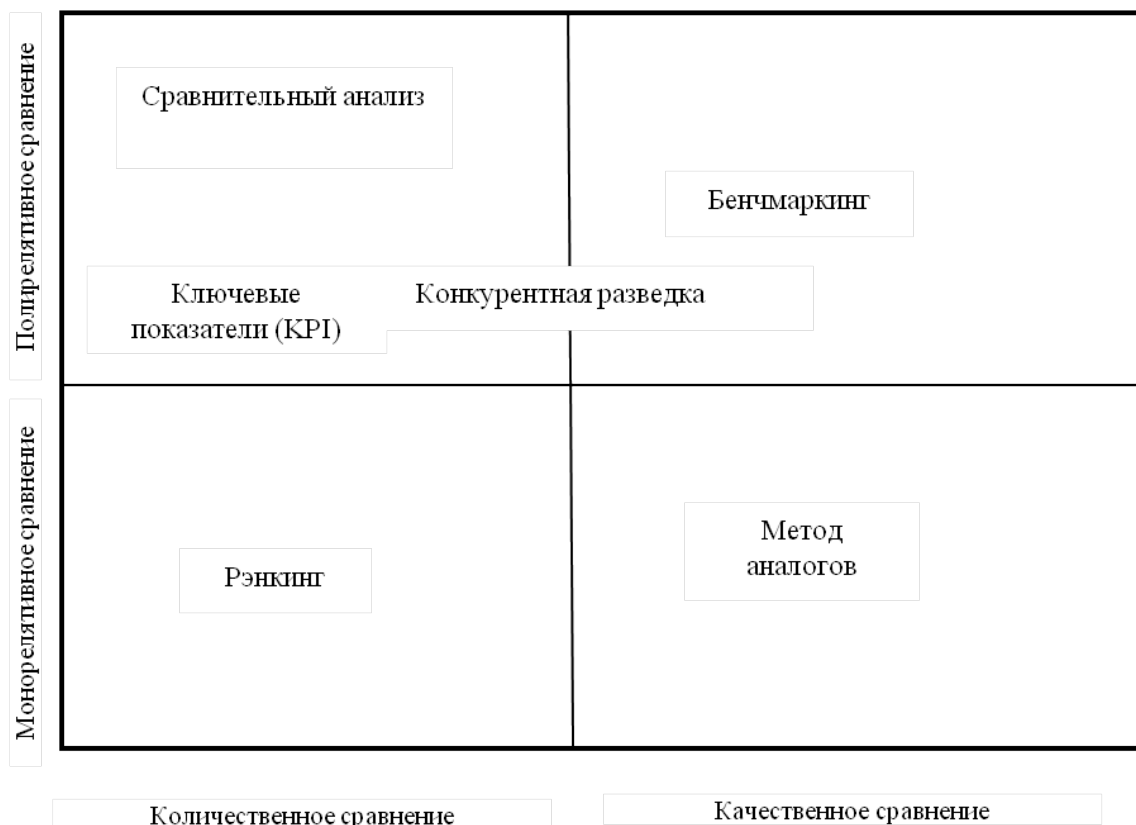 Полирелятивное сравнение
Сравнительный анализ
Бенчмаркинг
Ключевые
показатели (KPI)
Конкурентная разведка
Монорелятивное сравнение
Рэнкинг
Метод
аналогов
Количественное сравнение
Качественное сравнение